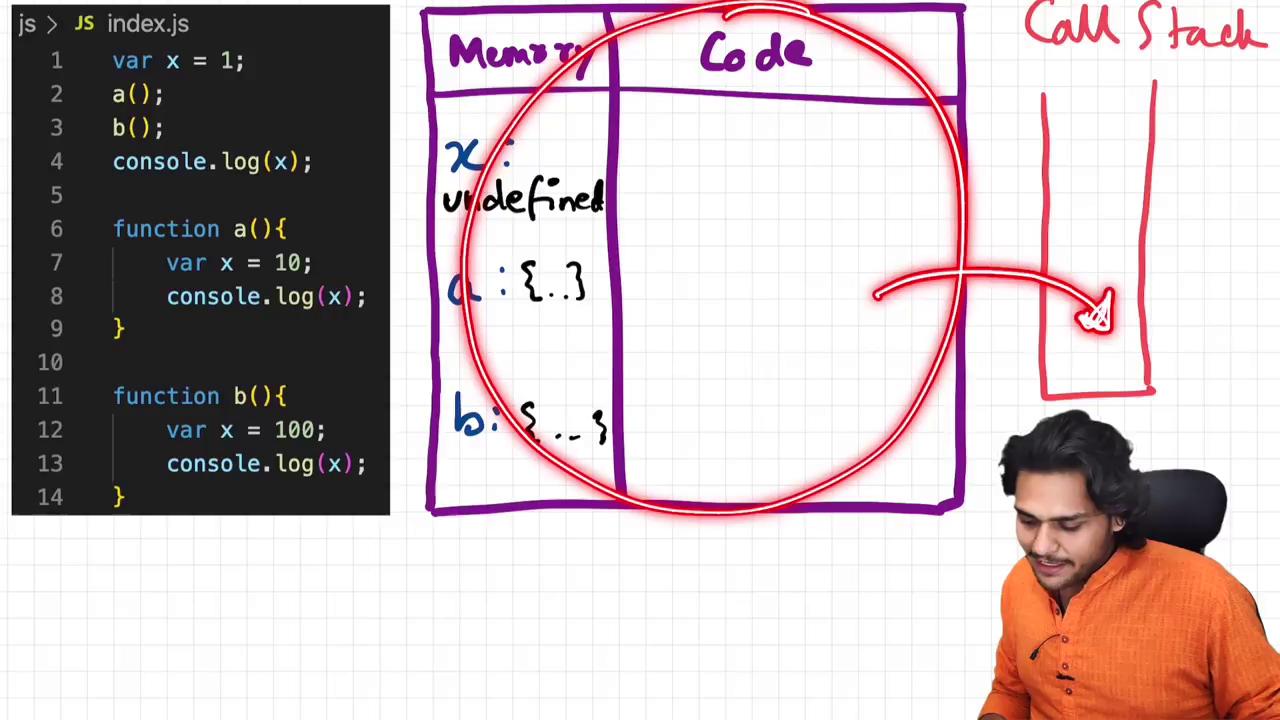 js > JS index.js
1 var x = 1;
2 a();
3 b();
4 console.log(x);
5
6 function a(){
7 var x = 10;
8 console.log(x);
9 }
10
11 function b(){
12 var x = 100;
13 console.log(x);
14 }
Memory Code
x :
undefined
a : {..}
b: {...}
Call Stack